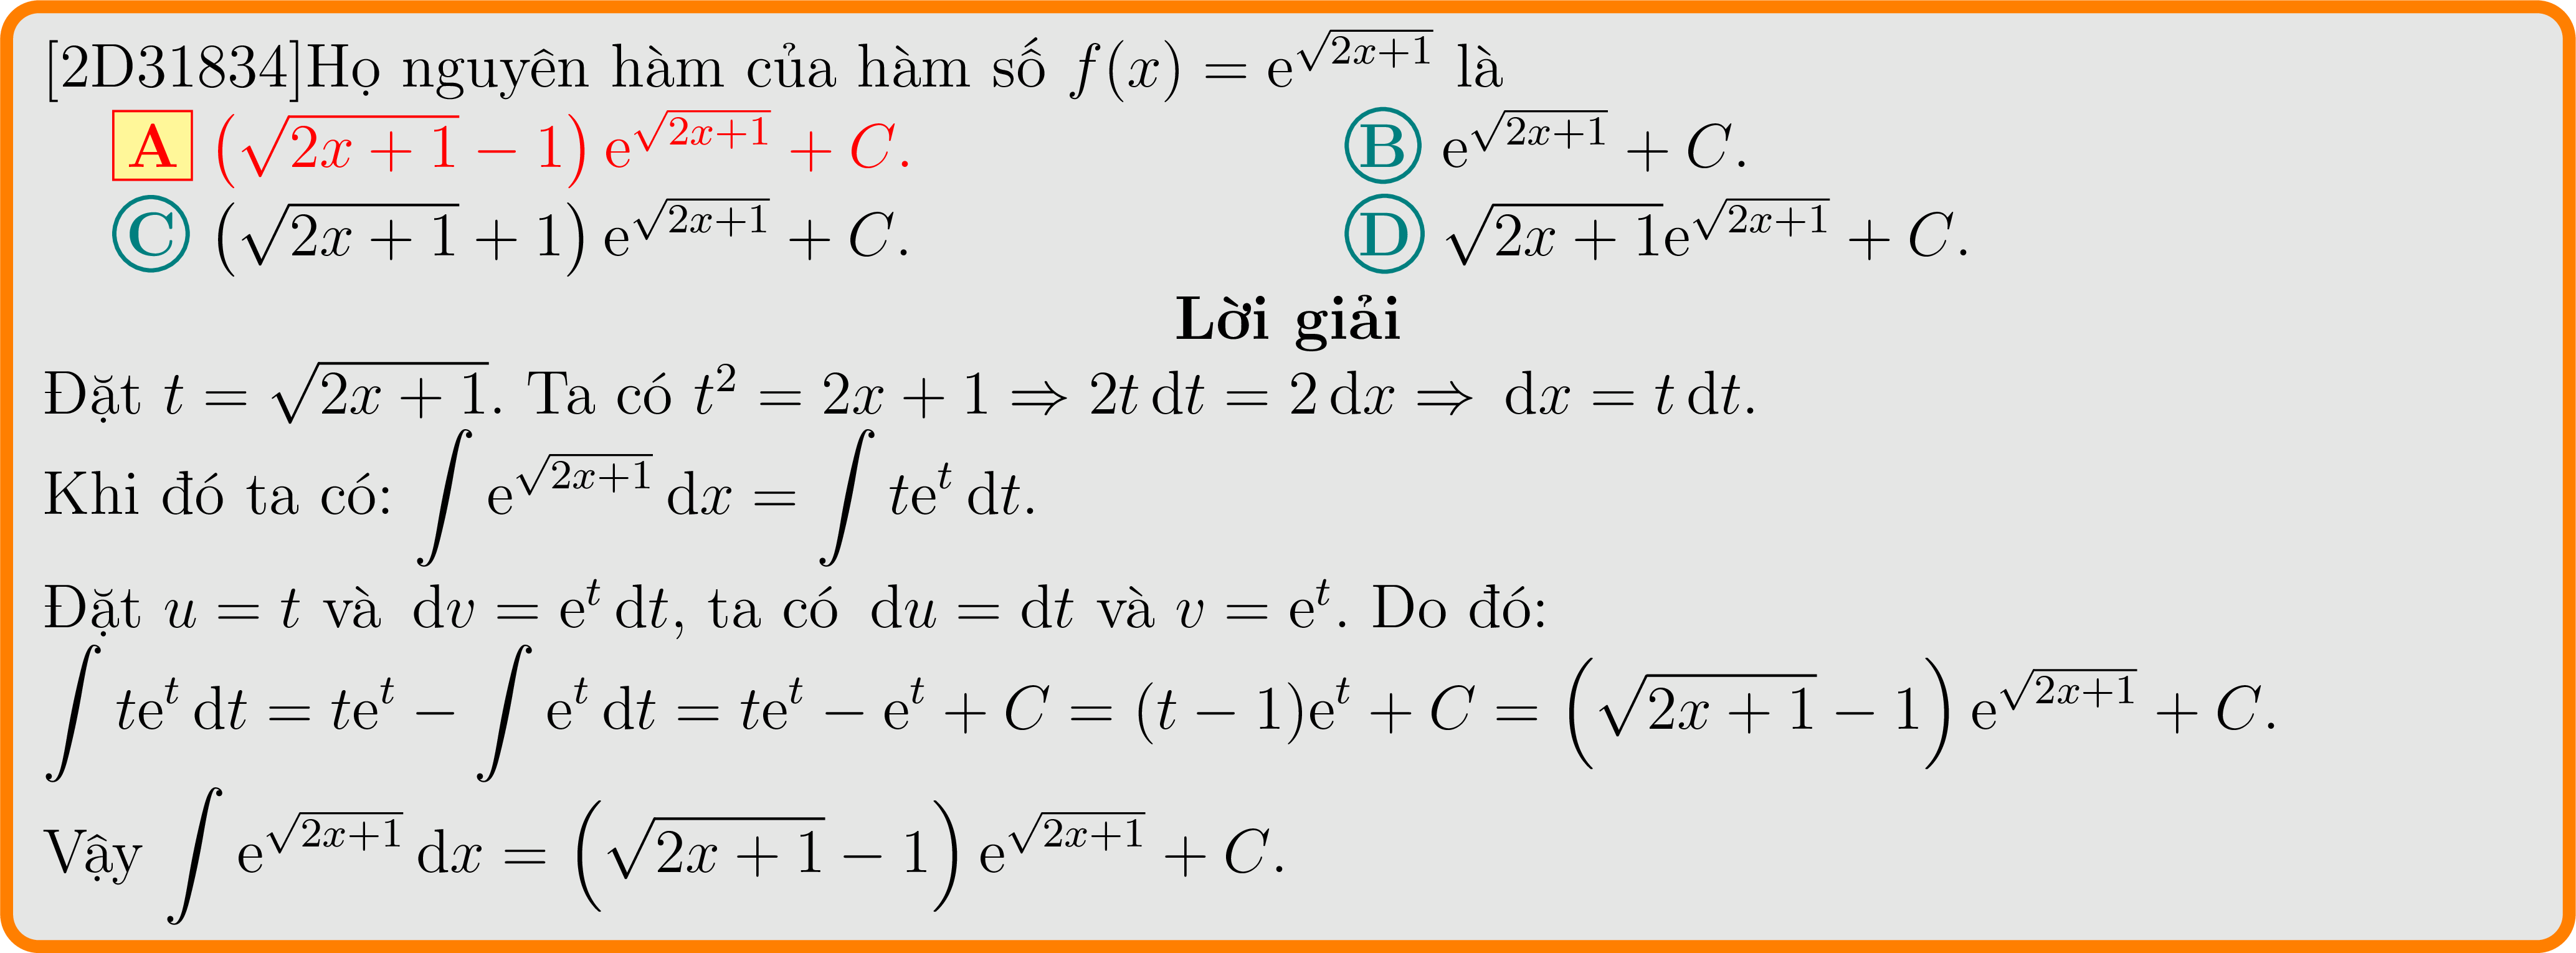 [2D31834]Họ nguyên hàm của hàm số $f(x) = \mathrm{e}^{\sqrt{2x+1}}$ là
A $\left(\sqrt{2x+1} - 1\right)\mathrm{e}^{\sqrt{2x+1}} + C.$ B $\mathrm{e}^{\sqrt{2x+1}} + C.$
C $\left(\sqrt{2x+1} + 1\right)\mathrm{e}^{\sqrt{2x+1}} + C.$ D $\sqrt{2x+1}\mathrm{e}^{\sqrt{2x+1}} + C.$
Lời giải
Đặt $t = \sqrt{2x+1}$. Ta có $t^2 = 2x + 1 \Rightarrow 2t\,\mathrm{d}t = 2\,\mathrm{d}x \Rightarrow \mathrm{d}x = t\,\mathrm{d}t.$
Khi đó ta có: $\int \mathrm{e}^{\sqrt{2x+1}}\,\mathrm{d}x = \int t\mathrm{e}^t\,\mathrm{d}t.$
Đặt $u = t$ và $\mathrm{d}v = \mathrm{e}^t\,\mathrm{d}t$, ta có $\mathrm{d}u = \mathrm{d}t$ và $v = \mathrm{e}^t$. Do đó:
$\int t\mathrm{e}^t\,\mathrm{d}t = t\mathrm{e}^t - \int \mathrm{e}^t\,\mathrm{d}t = t\mathrm{e}^t - \mathrm{e}^t + C = (t-1)\mathrm{e}^t + C = \left(\sqrt{2x+1} - 1\right)\mathrm{e}^{\sqrt{2x+1}} + C.$
Vậy $\int \mathrm{e}^{\sqrt{2x+1}}\,\mathrm{d}x = \left(\sqrt{2x+1} - 1\right)\mathrm{e}^{\sqrt{2x+1}} + C.$